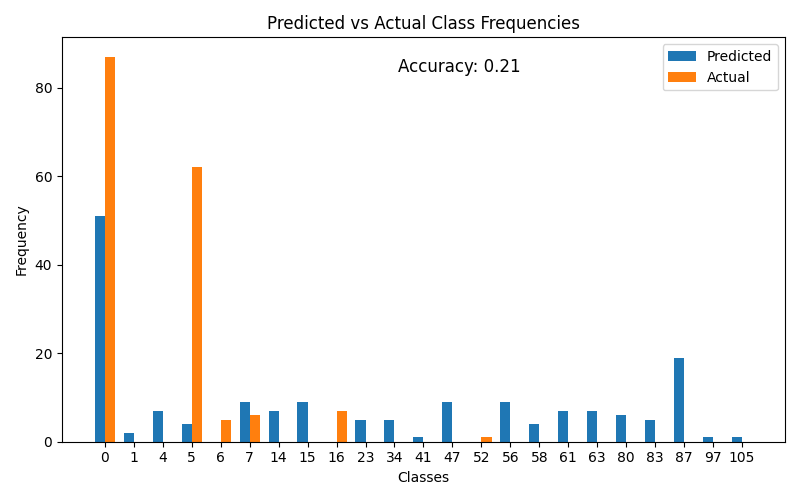 Predicted vs Actual Class Frequencies
Accuracy: 0.21
Predicted
Actual
Frequency
80
60
40
20
0
0 1 4 5 6 7 14 15 16 23 34 41 47 52 56 58 61 63 80 83 87 97 105
Classes